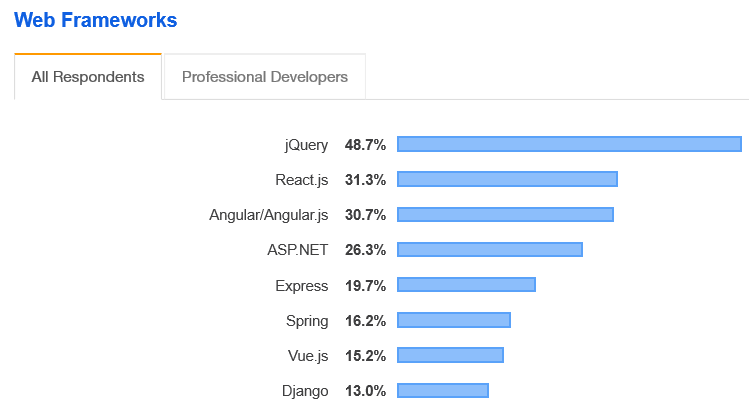 Web Frameworks
All Respondents Professional Developers
jQuery 48.7%
React.js 31.3%
Angular/Angular.js 30.7%
ASP.NET 26.3%
Express 19.7%
Spring 16.2%
Vue.js 15.2%
Django 13.0%